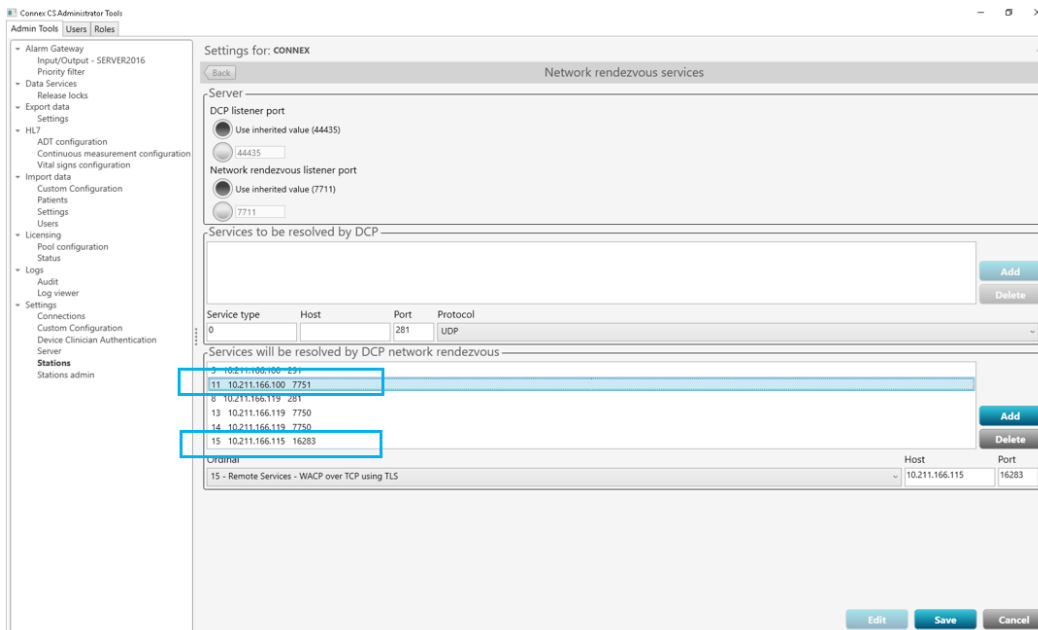 Connex CS Administrator Tools
Admin Tools Users Roles
Alarm Gateway
Input/Output - SERVER2016
Priority filter
Data Services
Release locks
Export data
Settings
HL7
ADT configuration
Continuous measurement configuration
Vital signs configuration
Import data
Custom Configuration
Patients
Settings
Users
Licensing
Pool configuration
Status
Logs
Audit
Log viewer
Settings
Connections
Custom Configuration
Device Clinician Authentication
Server
Stations
Stations admin
Settings for: CONNEX
Back
Network rendezvous services
Server
DCP listener port
Use inherited value (44435)
44435
Network rendezvous listener port
Use inherited value (7711)
7711
Services to be resolved by DCP
Add
Delete
Service type Host Port Protocol
0 281 UDP
Services will be resolved by DCP network rendezvous
11 10.211.166.100 7751
8 10.211.166.119 281
13 10.211.166.119 7750
14 10.211.166.119 7750
15 10.211.166.115 16283
Add
Delete
Ordinal Host Port
15 - Remote Services - WACP over TCP using TLS 10.211.166.115 16283
Edit Save Cancel